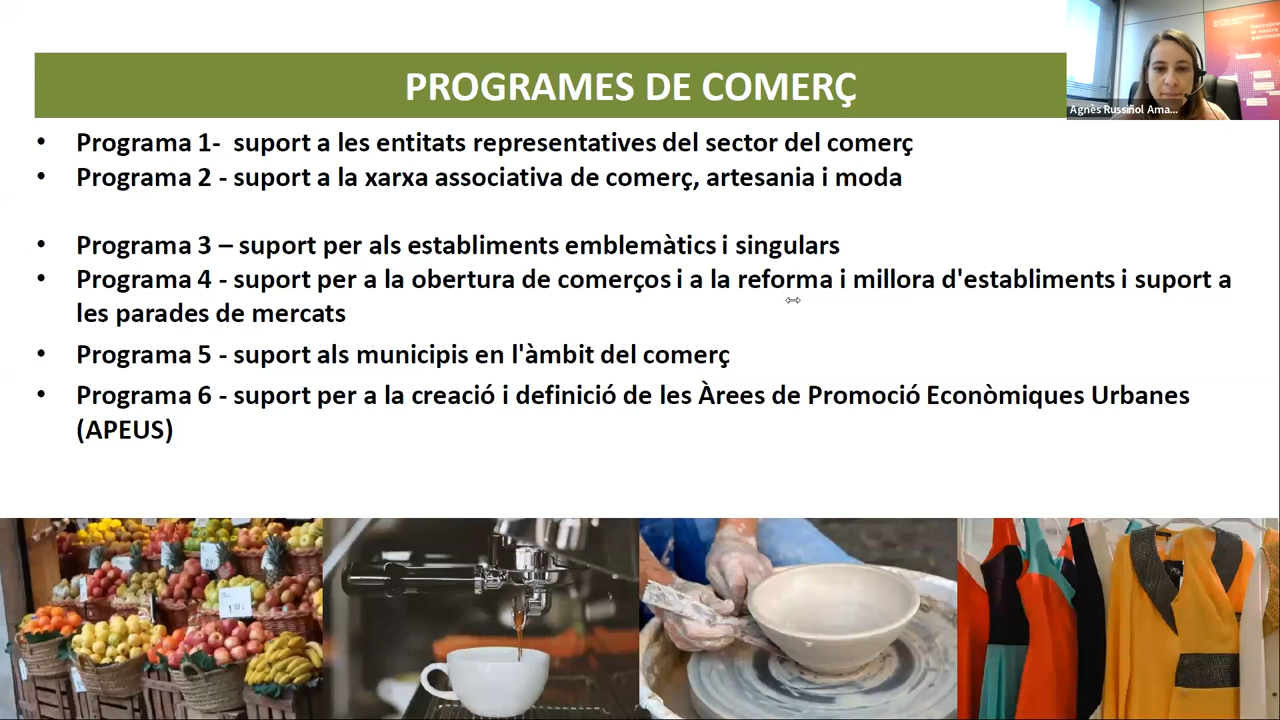 PROGRAMES DE COMERÇ
Agnès Russiñol Ama...
• Programa 1-  suport a les entitats representatives del sector del comerç
• Programa 2 - suport a la xarxa associativa de comerç, artesania i moda
• Programa 3 – suport per als establiments emblemàtics i singulars
• Programa 4 - suport per a la obertura de comerços i a la reforma i millora d'establiments i suport a
les parades de mercats
• Programa 5 - suport als municipis en l'àmbit del comerç
• Programa 6 - suport per a la creació i definició de les Àrees de Promoció Econòmiques Urbanes
(APEUS)